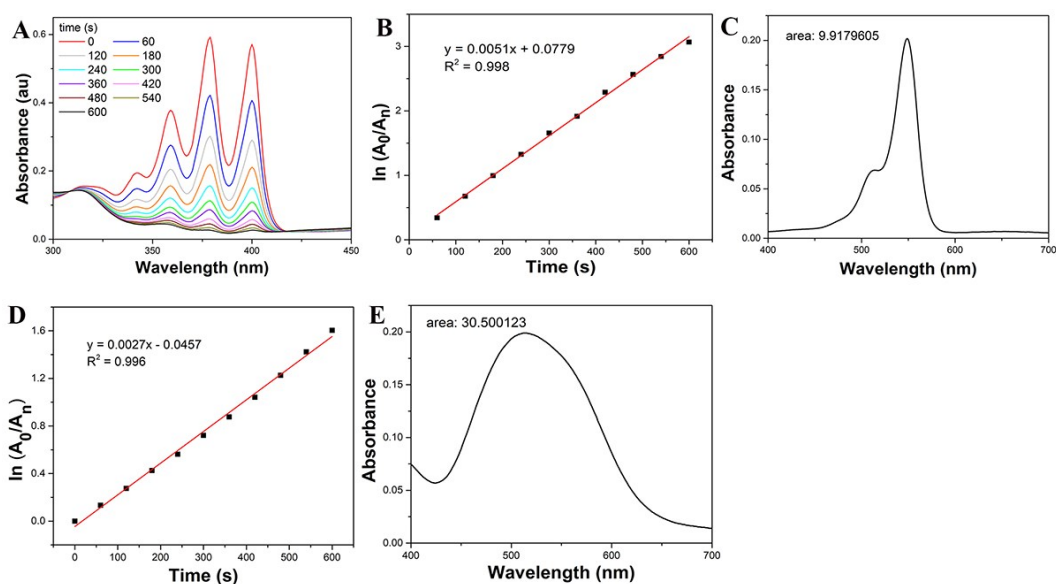 A
time (s)
0 60
120 180
240 300
360 420
480 540
600
Absorbance (au)
0.6
0.4
0.2
0.0
300 350 400 450
Wavelength (nm)
B
y = 0.0051x + 0.0779
R² = 0.998
ln (A₀/Aₙ)
3
2
1
0
0 100 200 300 400 500 600
Time (s)
C
area: 9.9179605
Absorbance
0.20
0.15
0.10
0.05
0.00
400 500 600 700
Wavelength (nm)
D
y = 0.0027x - 0.0457
R² = 0.996
ln (A₀/Aₙ)
1.6
1.2
0.8
0.4
0.0
0 100 200 300 400 500 600
Time (s)
E
area: 30.500123
Absorbance
0.20
0.15
0.10
0.05
0.00
400 500 600 700
Wavelength (nm)